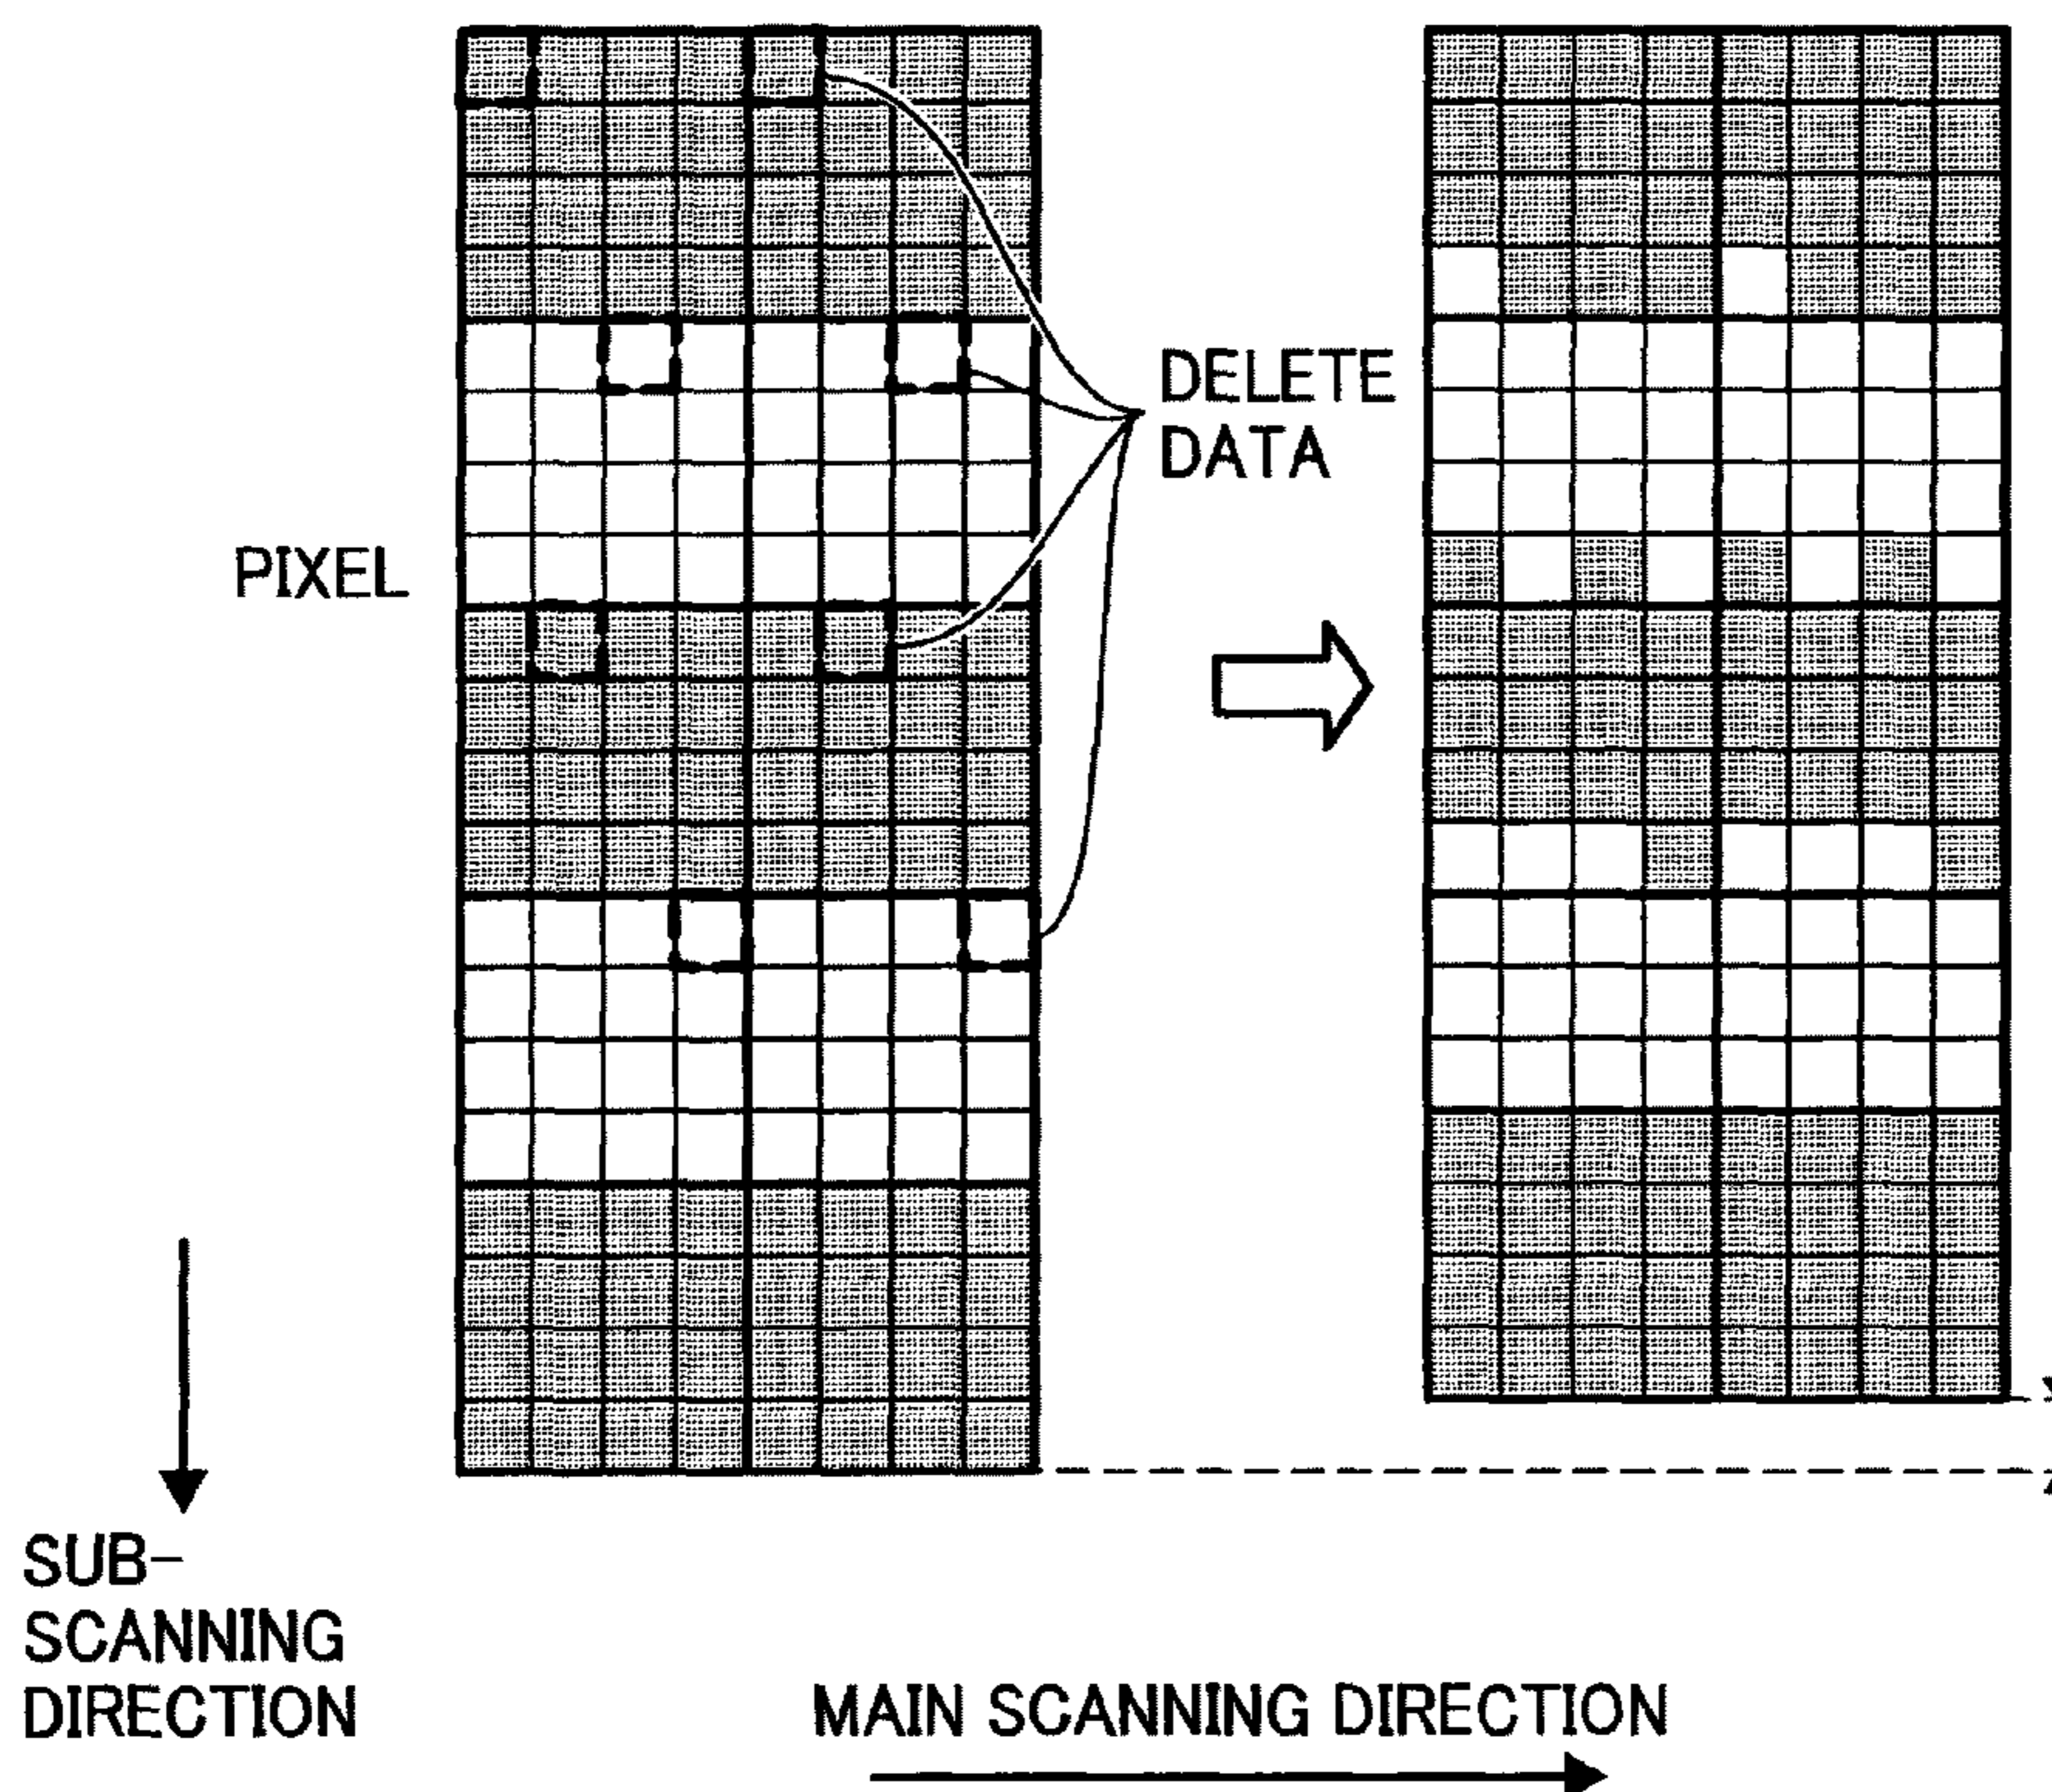 DELETE
DATA
PIXEL
SUB-
SCANNING
DIRECTION
MAIN SCANNING DIRECTION